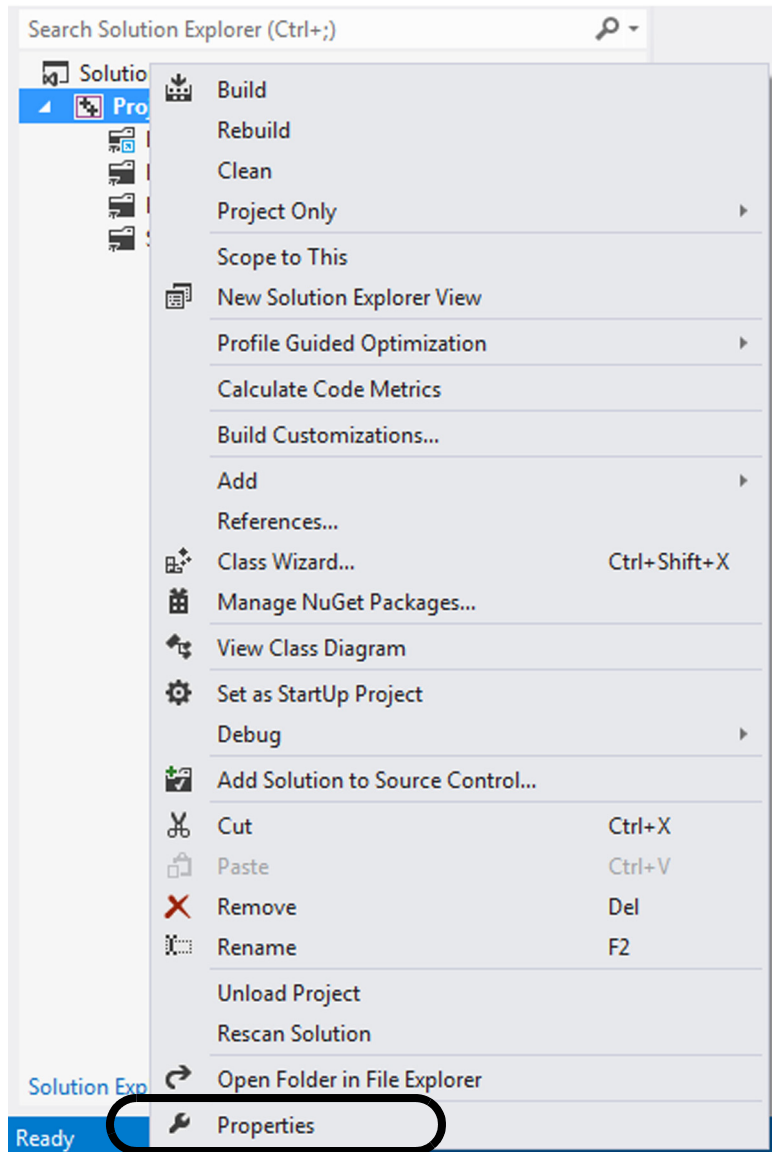 Search Solution Explorer (Ctrl+;)
Solutio
Proj
Build
Rebuild
Clean
Project Only
Scope to This
New Solution Explorer View
Profile Guided Optimization
Calculate Code Metrics
Build Customizations...
Add
References...
Class Wizard... Ctrl+Shift+X
Manage NuGet Packages...
View Class Diagram
Set as StartUp Project
Debug
Add Solution to Source Control...
Cut Ctrl+X
Paste Ctrl+V
Remove Del
Rename F2
Unload Project
Rescan Solution
Open Folder in File Explorer
Solution Exp
Properties
Ready